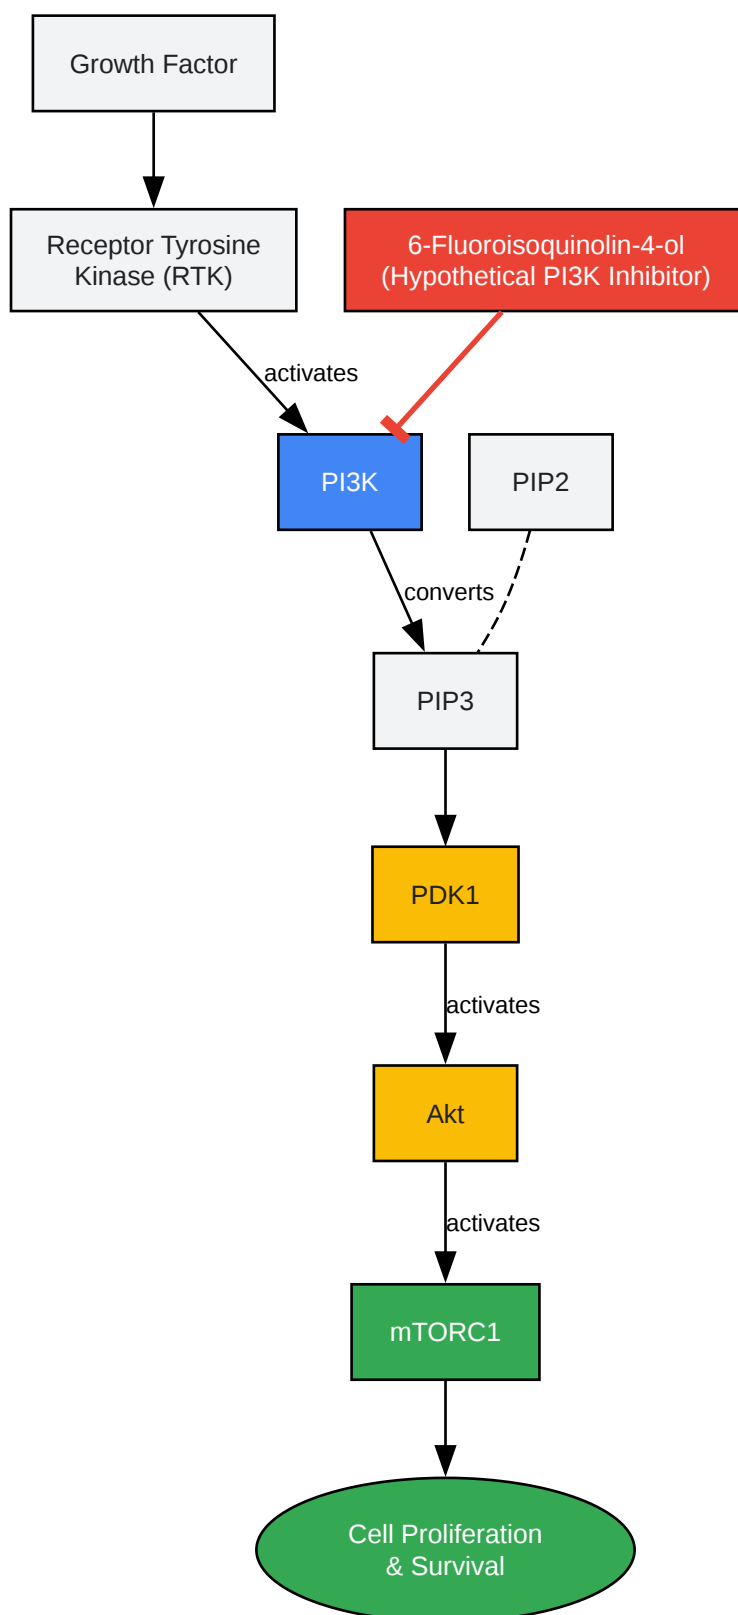 Growth Factor
Receptor Tyrosine
Kinase (RTK)
6-Fluoroisoquinolin-4-ol
(Hypothetical PI3K Inhibitor)
activates
PI3K
PIP2
converts
PIP3
PDK1
activates
Akt
activates
mTORC1
Cell Proliferation
& Survival